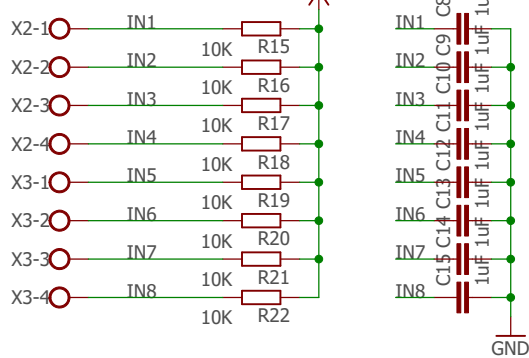 X2-1 IN1 10K R15
X2-2 IN2 10K R16
X2-3 IN3 10K R17
X2-4 IN4 10K R18
X3-1 IN5 10K R19
X3-2 IN6 10K R20
X3-3 IN7 10K R21
X3-4 IN8 10K R22
IN1 C8
IN2 C9 1uF
IN3 C10 1uF
IN4 C11 1uF
IN5 C12 1uF
IN6 C13 1uF
IN7 C14 1uF
IN8 C15 1uF
GND